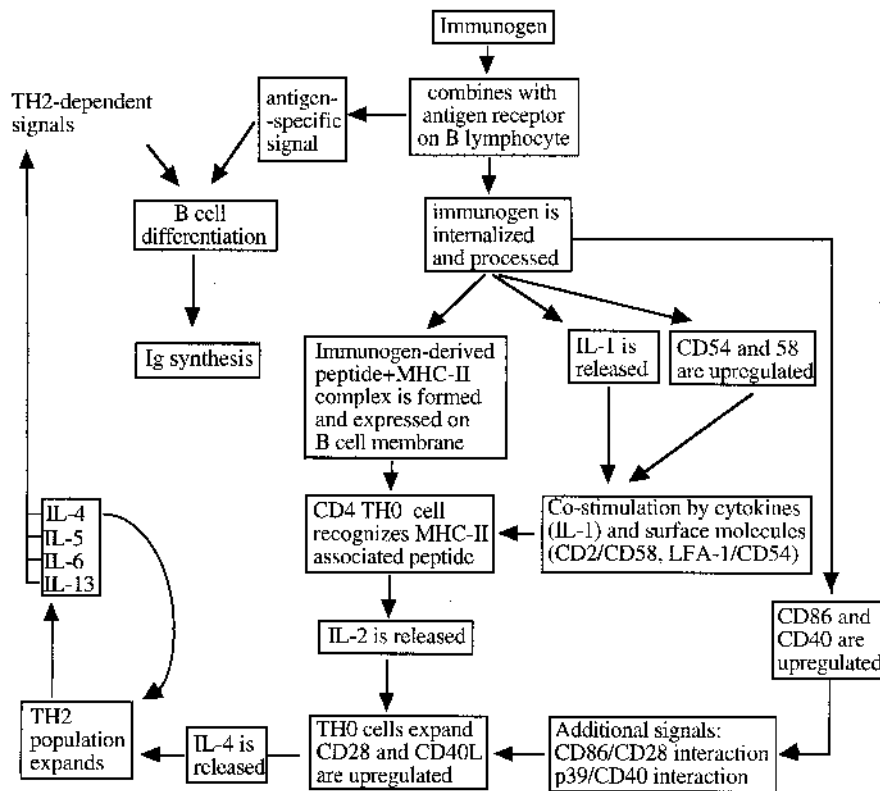 Immunogen
combines with
antigen receptor
on B lymphocyte
antigen-
-specific
signal
TH2-dependent
signals
B cell
differentiation
Ig synthesis
immunogen is
internalized
and processed
Immunogen-derived
peptide+MHC-II
complex is formed
and expressed on
B cell membrane
IL-1 is
released
CD54 and 58
are upregulated
CD4 TH0 cell
recognizes MHC-II
associated peptide
Co-stimulation by cytokines
(IL-1) and surface molecules
(CD2/CD58, LFA-1/CD54)
IL-4
IL-5
IL-6
IL-13
IL-2 is released
CD86 and
CD40 are
upregulated
TH2
population
expands
IL-4 is
released
TH0 cells expand
CD28 and CD40L
are upregulated
Additional signals:
CD86/CD28 interaction
p39/CD40 interaction